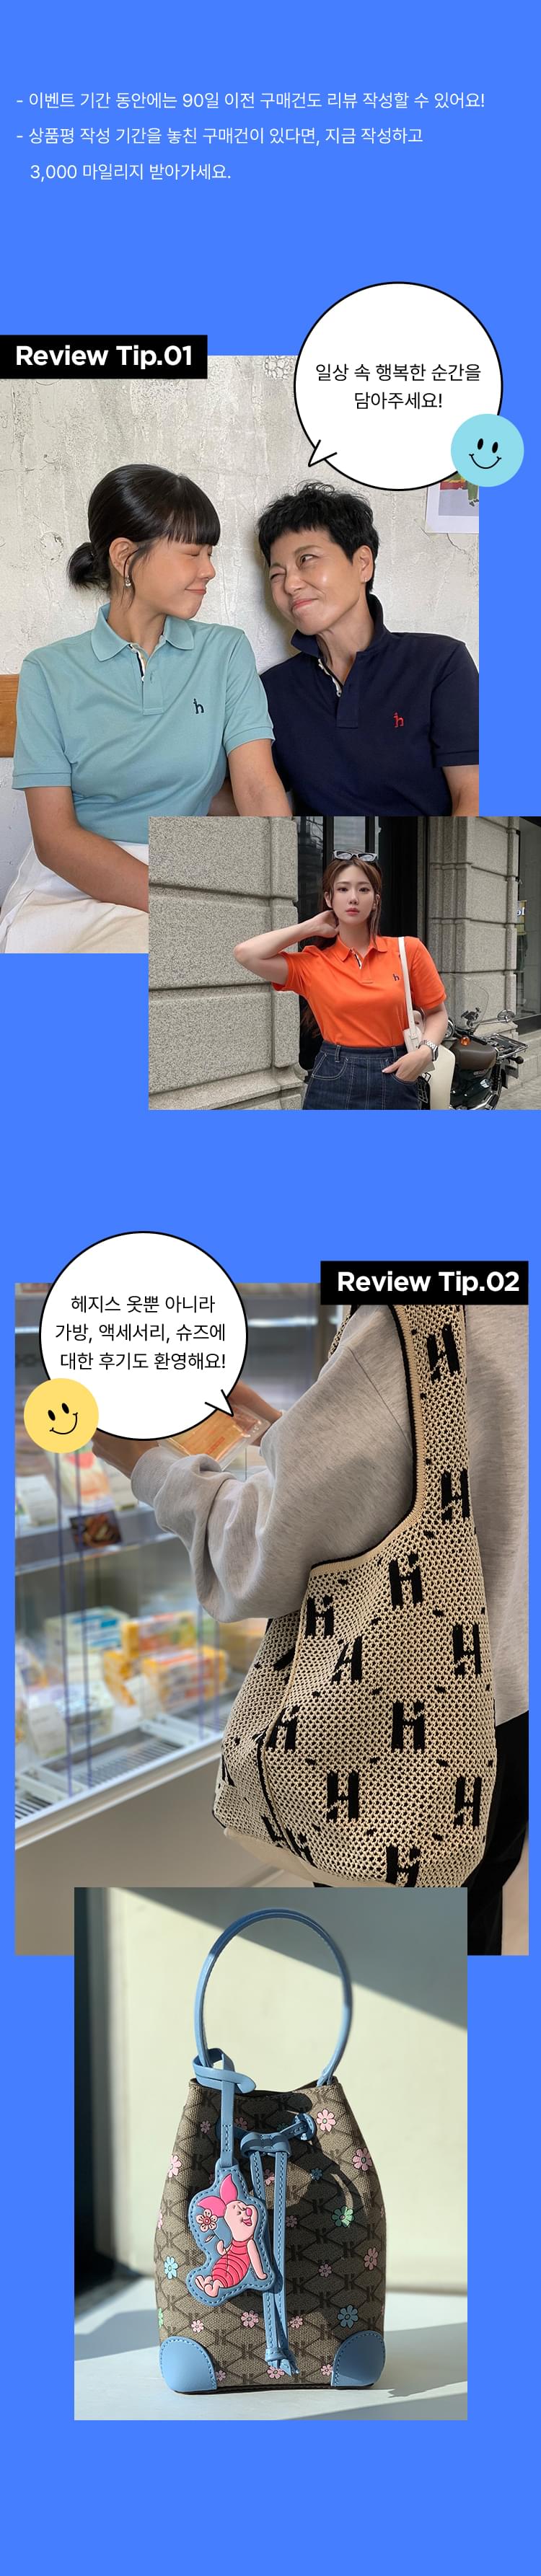 - 이벤트 기간 동안에는 90일 이전 구매건도 리뷰 작성할 수 있어요!
- 상품평 작성 기간을 놓친 구매건이 있다면, 지금 작성하고
3,000 마일리지 받아가세요.
Review Tip.01
일상 속 행복한 순간을
담아주세요!
h
h
h
Review Tip.02
헤지스 옷뿐 아니라
가방, 액세서리, 슈즈에
대한 후기도 환영해요!
H
H
H
H
H
H
H
H
H
H
H